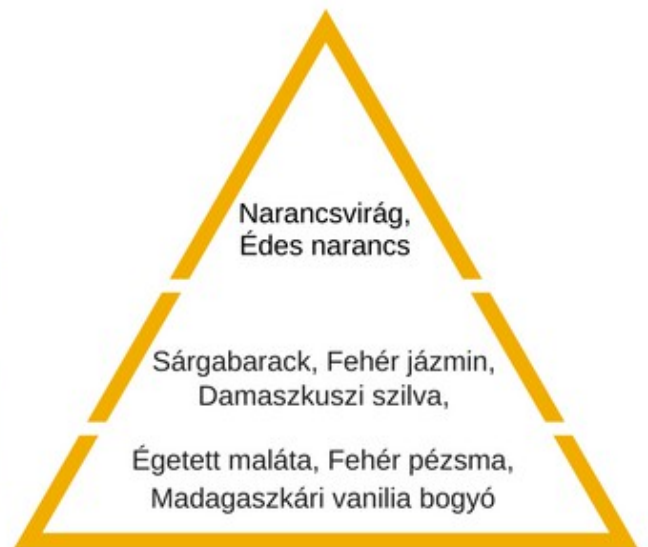 Narancsvirág,
Édes narancs
Sárgabarack, Fehér jázmin,
Damaszkuszi szilva,
Égetett maláta, Fehér pézsma,
Madagaszkári vanilia bogyó